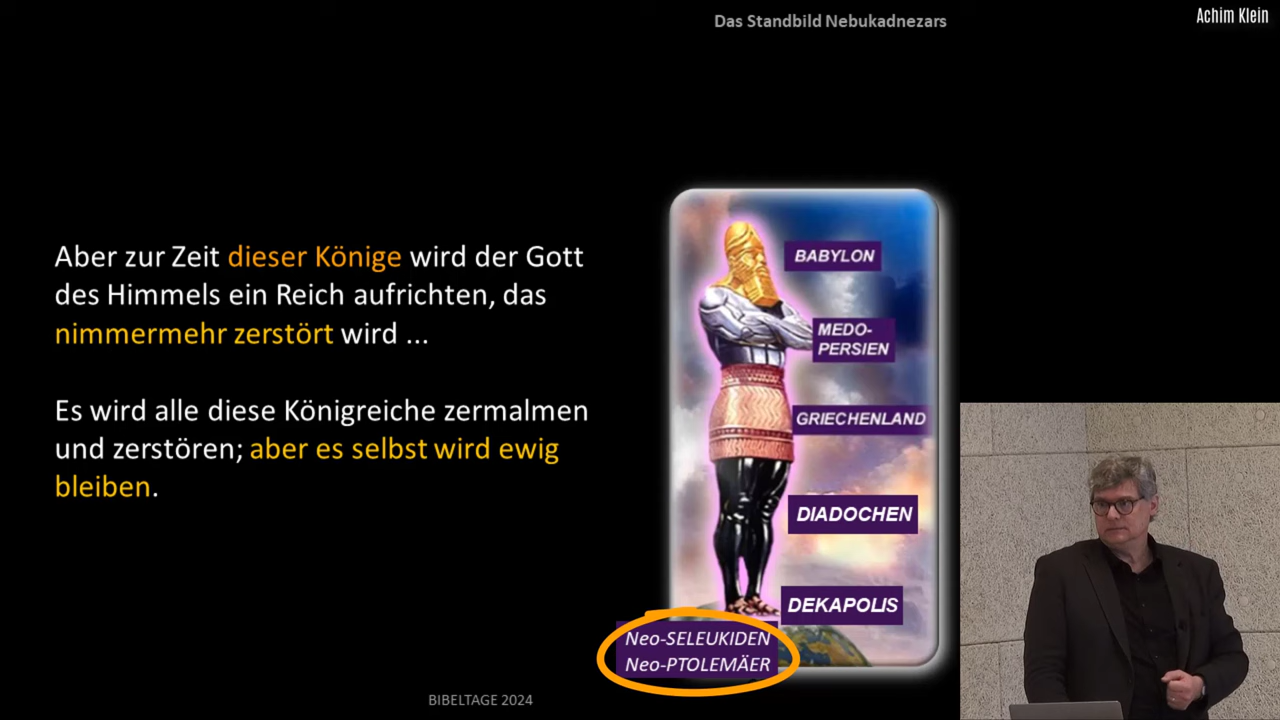 Das Standbild Nebukadnezars
Achim Klein
Aber zur Zeit dieser Könige wird der Gott
des Himmels ein Reich aufrichten, das
nimmermehr zerstört wird ...
Es wird alle diese Königreiche zermalmen
und zerstören; aber es selbst wird ewig
bleiben.
BABYLON
MEDO-
PERSIEN
GRIECHENLAND
DIADOCHEN
DEKAPOLIS
Neo-SELEUKIDEN
Neo-PTOLEMÄER
BIBELTAGE 2024